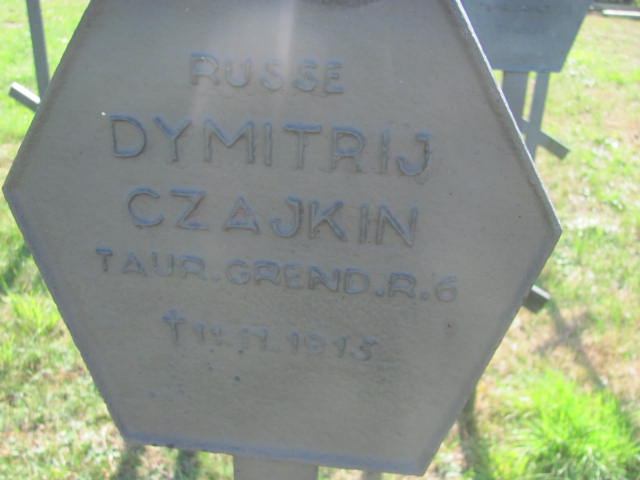 RUSSE
DYMITRIJ
CZAJKIN
TAUR. GREND. R. 6
† 11. 11. 1915